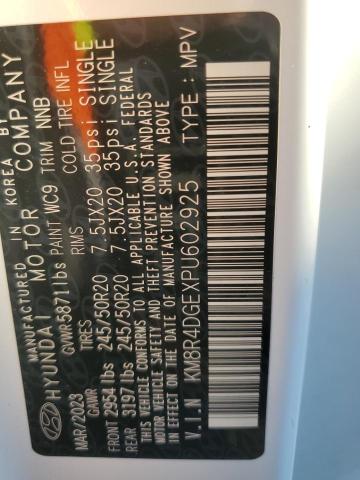 MANUFACTURED IN KOREA BY
HYUNDAI MOTOR COMPANY
GVWR5871lbs PAINT WC9 TRIM NNB
MAR/2023 GAWR TIRES RIMS COLD TIRE INFL
FRONT 2954lbs 245/50R20 7.5JX20 35psi SINGLE
REAR 3197lbs 245/50R20 7.5JX20 35psi SINGLE
THIS VEHICLE CONFORMS TO ALL APPLICABLE U.S.A. FEDERAL
MOTOR VEHICLE SAFETY AND THEFT PREVENTION STANDARDS
IN EFFECT ON THE DATE OF MANUFACTURE SHOWN ABOVE
V.I.N KM8R4DGEXPU602925 TYPE : MPV